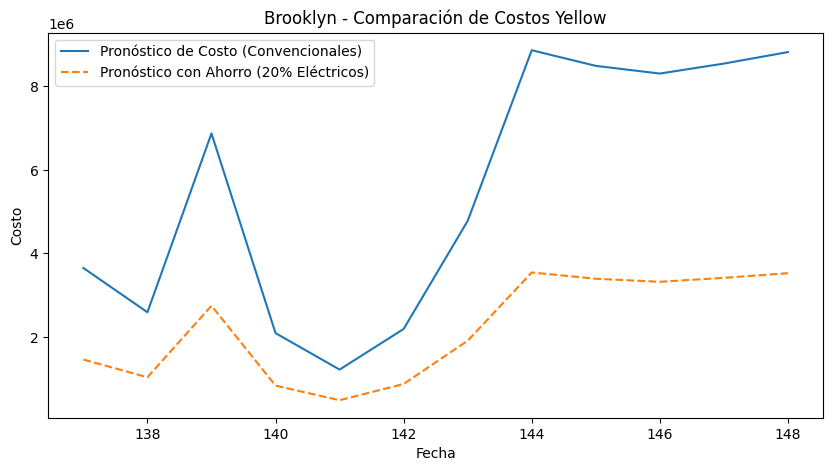 Brooklyn - Comparación de Costos Yellow
1e6
Pronóstico de Costo (Convencionales)
Pronóstico con Ahorro (20% Eléctricos)
8
6
4
2
Costo
138 140 142 144 146 148
Fecha